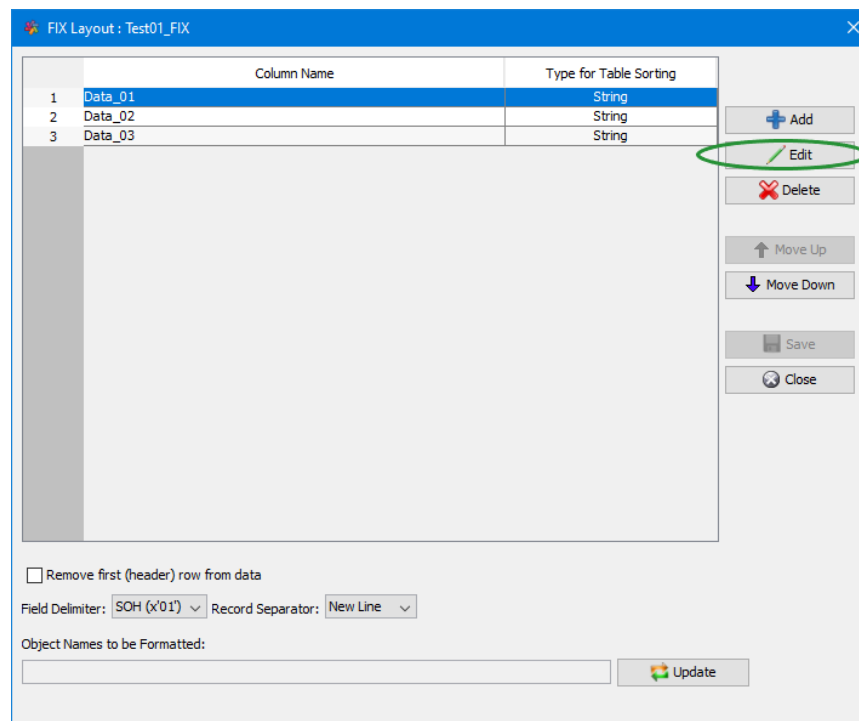 FIX Layout : Test01_FIX
Column Name Type for Table Sorting
1 Data_01 String
2 Data_02 String
3 Data_03 String
Add
Edit
Delete
Move Up
Move Down
Save
Close
Remove first (header) row from data
Field Delimiter: SOH (x'01') Record Separator: New Line
Object Names to be Formatted:
Update